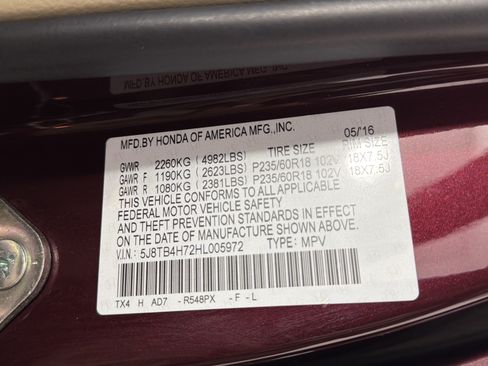 MFD.BY HONDA OF AMERICA MFG.,INC. 05/16
TIRE SIZE RIM SIZE
GVWR 2260KG (4982LBS)
GAWR F 1190KG (2623LBS) P235/60R18 102V 18X7.5J
GAWR R 1080KG (2381LBS) P235/60R18 102V 18X7.5J
THIS VEHICLE CONFORMS TO ALL APPLICABLE
FEDERAL MOTOR VEHICLE SAFETY
AND THEFT PREVENTION STANDARDS IN EFFECT
ON THE DATE OF MANUFACTURE SHOWN ABOVE.
V.I.N.: 5J8TB4H72HL005972 TYPE: MPV
TX4 H AD7 - R548PX - F - L